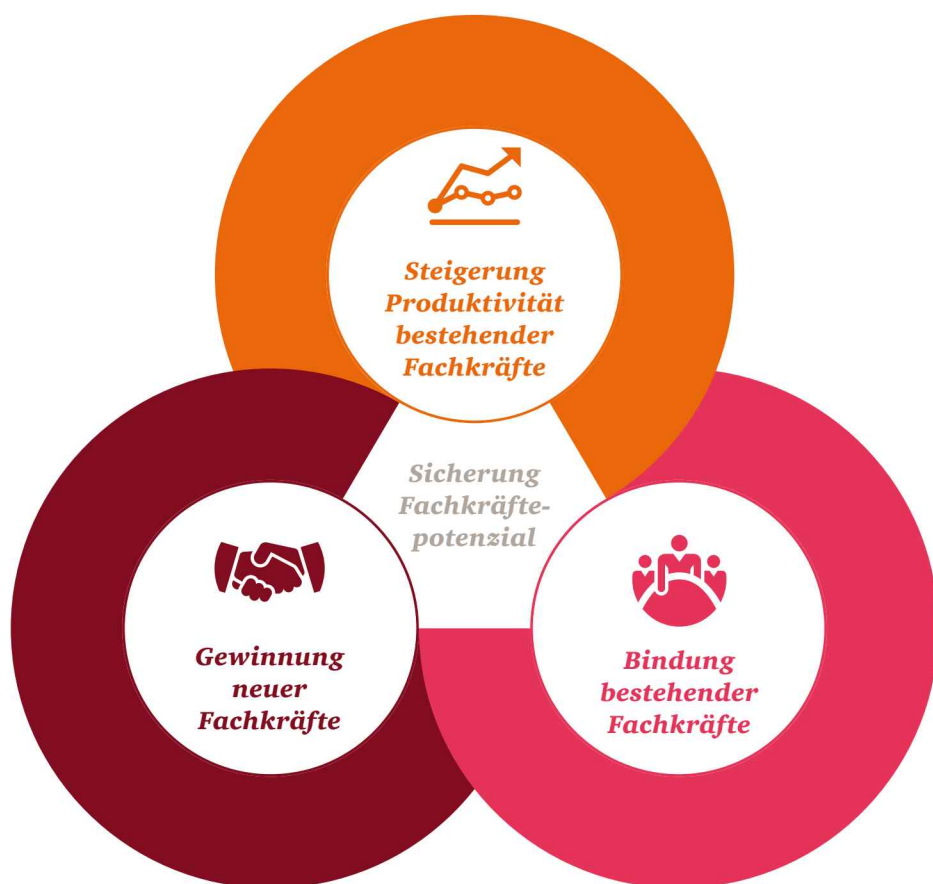 Steigerung
Produktivität
bestehender
Fachkräfte
Sicherung
Fachkräfte-
potenzial
Gewinnung
neuer
Fachkräfte
Bindung
bestehender
Fachkräfte